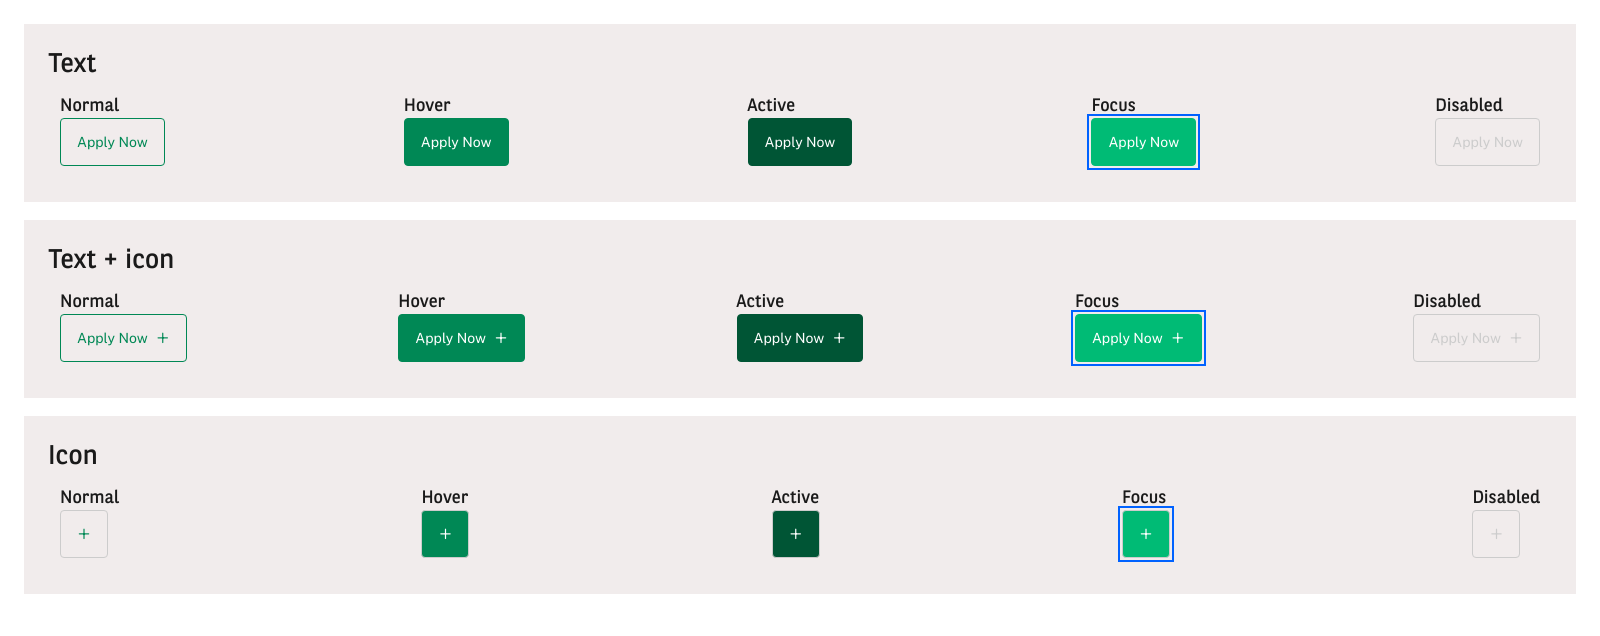 Text
Normal Hover Active Focus Disabled
Apply Now Apply Now Apply Now Apply Now Apply Now
Text + icon
Normal Hover Active Focus Disabled
Apply Now + Apply Now + Apply Now + Apply Now + Apply Now +
Icon
Normal Hover Active Focus Disabled
+ + + + +